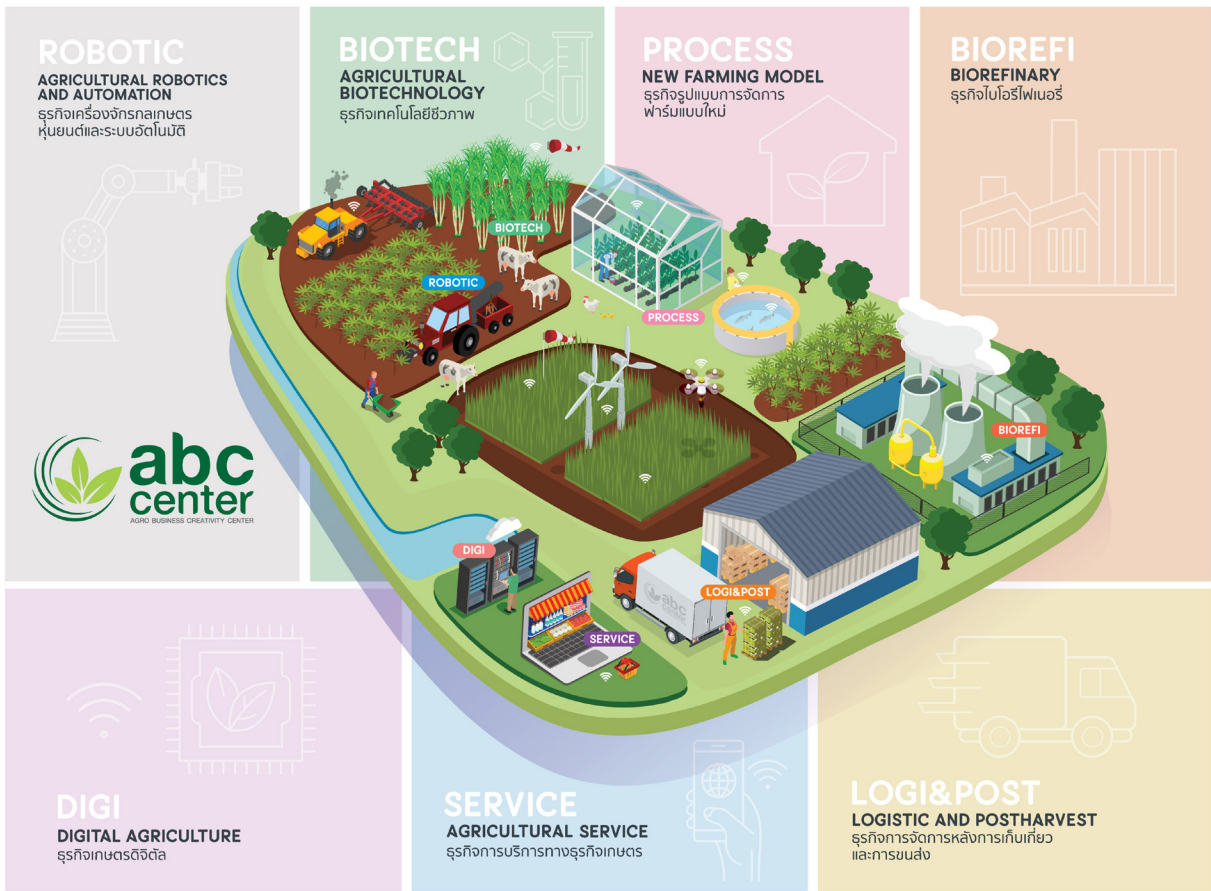 ROBOTIC
AGRICULTURAL ROBOTICS
AND AUTOMATION
ธุรกิจเครื่องจักรกลเกษตร
หุ่นยนต์และระบบอัตโนมัติ
BIOTECH
AGRICULTURAL
BIOTECHNOLOGY
ธุรกิจเทคโนโลยีชีวภาพ
PROCESS
NEW FARMING MODEL
ธุรกิจรูปแบบการจัดการ
ฟาร์มแบบใหม่
BIOREFI
BIOREFINARY
ธุรกิจไบโอรีไฟเนอรี่
BIOTECH
ROBOTIC
PROCESS
BIOREFI
abc
center
AGRO BUSINESS CREATIVITY CENTER
DIGI
LOGI&POST
abc
center
SERVICE
DIGI
DIGITAL AGRICULTURE
ธุรกิจเกษตรดิจิตัล
SERVICE
AGRICULTURAL SERVICE
ธุรกิจการบริการทางธุรกิจเกษตร
LOGI&POST
LOGISTIC AND POSTHARVEST
ธุรกิจการจัดการหลังการเก็บเกี่ยว
และการขนส่ง